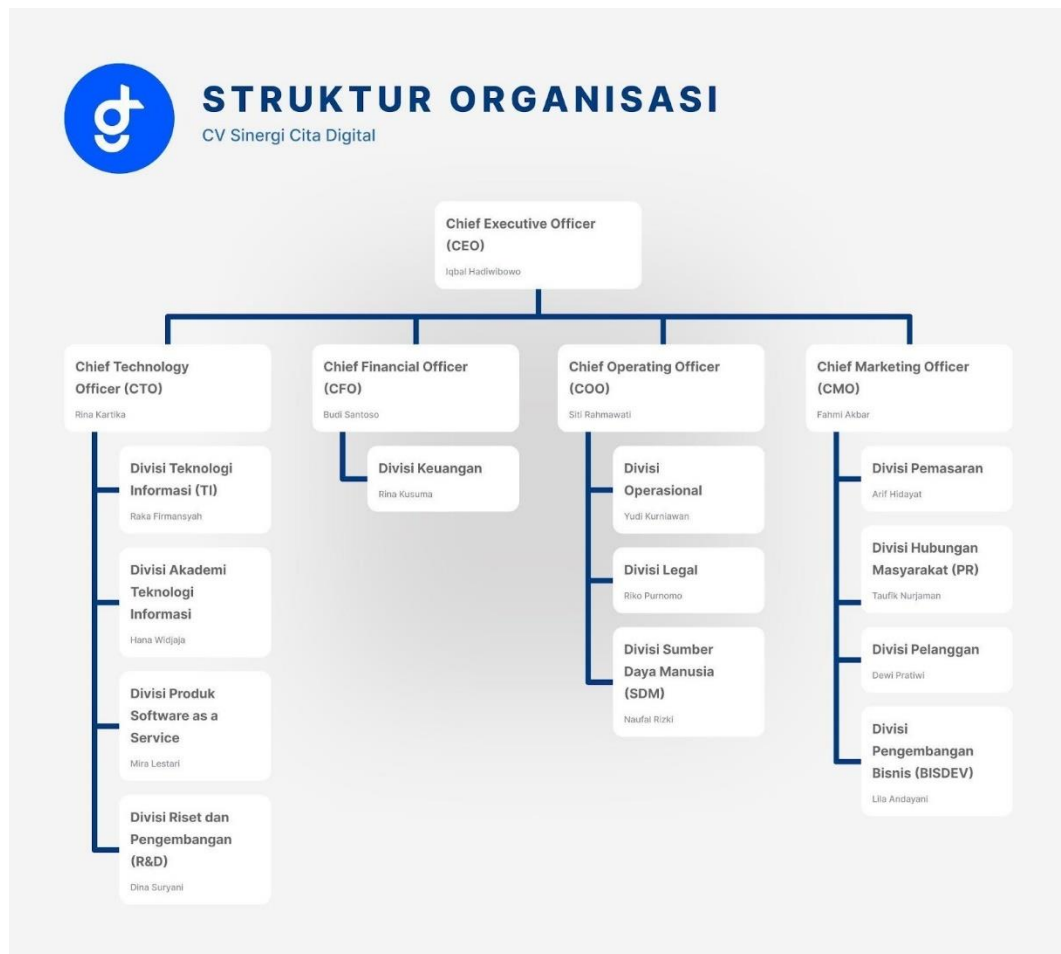 STRUKTUR ORGANISASI
CV Sinergi Cita Digital
Chief Executive Officer
(CEO)
Iqbal Hadiwibowo
Chief Technology
Officer (CTO)
Rina Kartika
Divisi Teknologi
Informasi (TI)
Raka Firmansyah
Divisi Akademi
Teknologi
Informasi
Hana Widjaja
Divisi Produk
Software as a
Service
Mira Lestari
Divisi Riset dan
Pengembangan
(R&D)
Dina Suryani
Chief Financial Officer
(CFO)
Budi Santoso
Divisi Keuangan
Rina Kusuma
Chief Operating Officer
(COO)
Siti Rahmawati
Divisi
Operasional
Yudi Kurniawan
Divisi Legal
Riko Purnomo
Divisi Sumber
Daya Manusia
(SDM)
Naufal Rizki
Chief Marketing Officer
(CMO)
Fahmi Akbar
Divisi Pemasaran
Arif Hidayat
Divisi Hubungan
Masyarakat (PR)
Taufik Nurjaman
Divisi Pelanggan
Dewi Pratiwi
Divisi
Pengembangan
Bisnis (BISDEV)
Lila Andayani